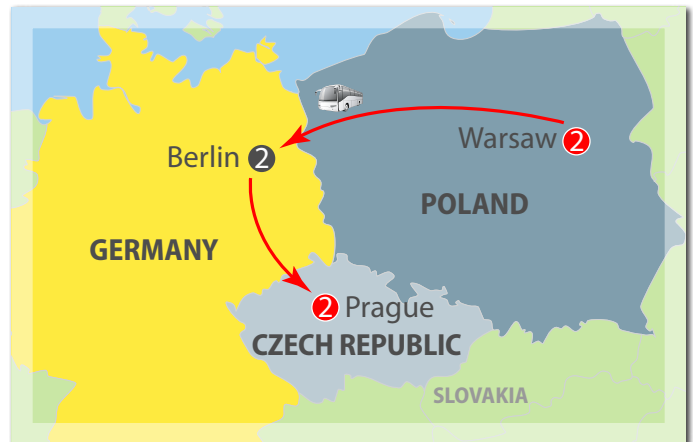 Warsaw 2
Berlin 2
POLAND
GERMANY
2 Prague
CZECH REPUBLIC
SLOVAKIA